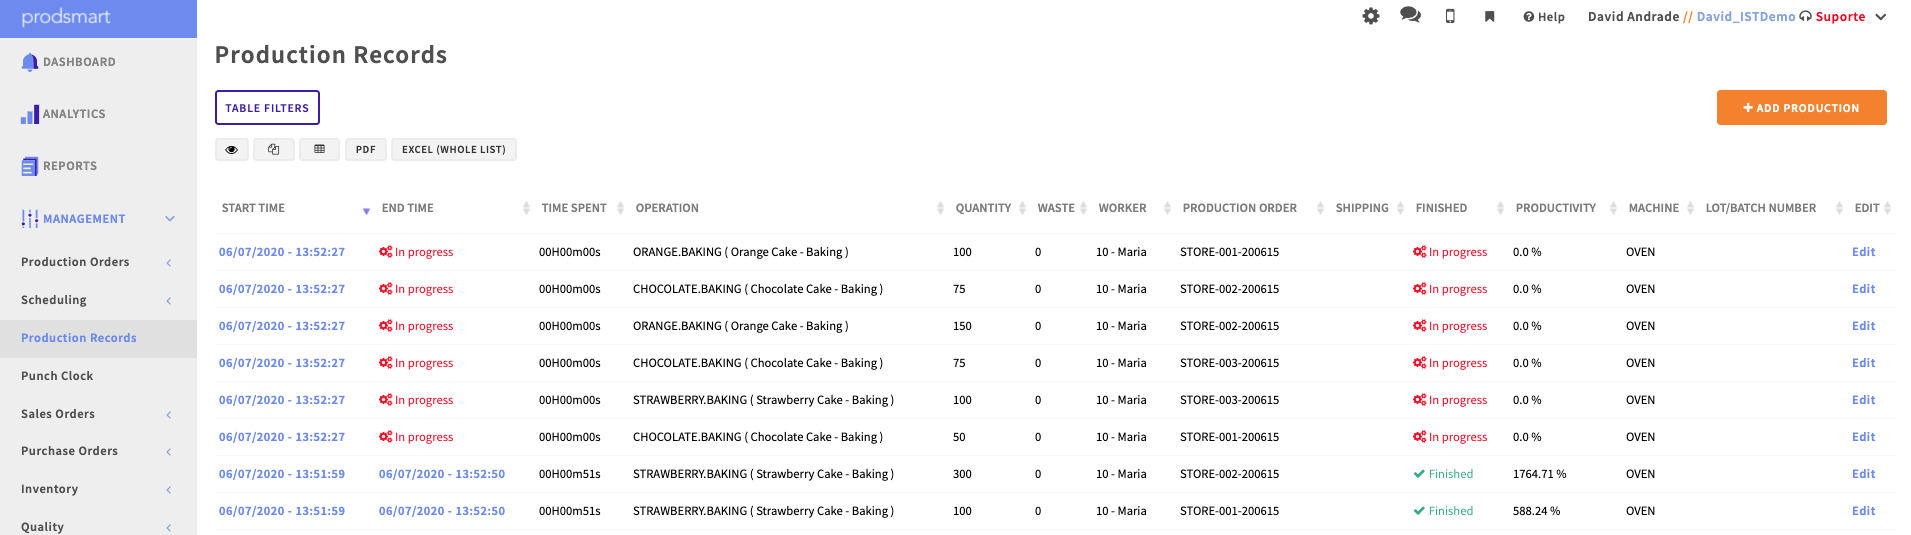 prodsmart
Help David Andrade // David_ISTDemo Suporte
DASHBOARD
ANALYTICS
REPORTS
MANAGEMENT
Production Orders
Scheduling
Production Records
Punch Clock
Sales Orders
Purchase Orders
Inventory
Quality
Production Records
TABLE FILTERS
+ ADD PRODUCTION
PDF EXCEL (WHOLE LIST)
START TIME END TIME TIME SPENT OPERATION QUANTITY WASTE WORKER PRODUCTION ORDER SHIPPING FINISHED PRODUCTIVITY MACHINE LOT/BATCH NUMBER EDIT
06/07/2020 - 13:52:27 In progress 00H00m00s ORANGE.BAKING ( Orange Cake - Baking ) 100 0 10 - Maria STORE-001-200615 In progress 0.0 % OVEN Edit
06/07/2020 - 13:52:27 In progress 00H00m00s CHOCOLATE.BAKING ( Chocolate Cake - Baking ) 75 0 10 - Maria STORE-002-200615 In progress 0.0 % OVEN Edit
06/07/2020 - 13:52:27 In progress 00H00m00s ORANGE.BAKING ( Orange Cake - Baking ) 150 0 10 - Maria STORE-002-200615 In progress 0.0 % OVEN Edit
06/07/2020 - 13:52:27 In progress 00H00m00s CHOCOLATE.BAKING ( Chocolate Cake - Baking ) 75 0 10 - Maria STORE-003-200615 In progress 0.0 % OVEN Edit
06/07/2020 - 13:52:27 In progress 00H00m00s STRAWBERRY.BAKING ( Strawberry Cake - Baking ) 100 0 10 - Maria STORE-003-200615 In progress 0.0 % OVEN Edit
06/07/2020 - 13:52:27 In progress 00H00m00s CHOCOLATE.BAKING ( Chocolate Cake - Baking ) 50 0 10 - Maria STORE-001-200615 In progress 0.0 % OVEN Edit
06/07/2020 - 13:51:59 06/07/2020 - 13:52:50 00H00m51s STRAWBERRY.BAKING ( Strawberry Cake - Baking ) 300 0 10 - Maria STORE-002-200615 Finished 1764.71 % OVEN Edit
06/07/2020 - 13:51:59 06/07/2020 - 13:52:50 00H00m51s STRAWBERRY.BAKING ( Strawberry Cake - Baking ) 100 0 10 - Maria STORE-001-200615 Finished 588.24 % OVEN Edit